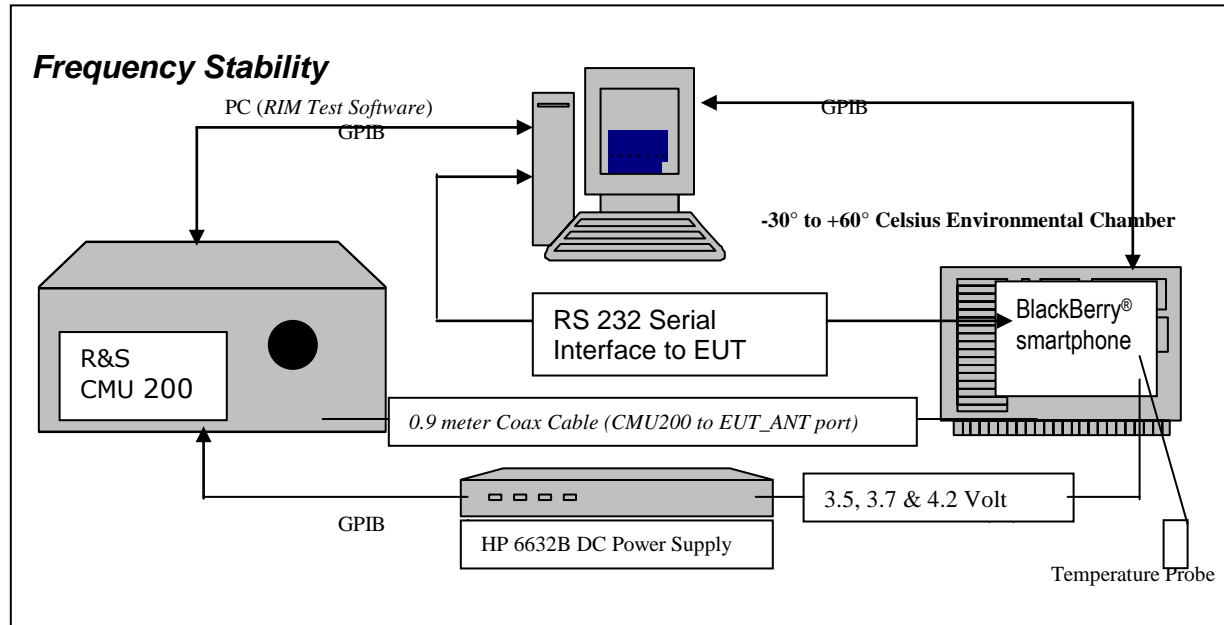 Frequency Stability
PC (RIM Test Software)
GPIB
GPIB
-30° to +60° Celsius Environmental Chamber
RS 232 Serial
Interface to EUT
BlackBerry®
smartphone
R&S
CMU 200
0.9 meter Coax Cable (CMU200 to EUT_ANT port)
3.5, 3.7 & 4.2 Volt
GPIB
HP 6632B DC Power Supply
Temperature Probe